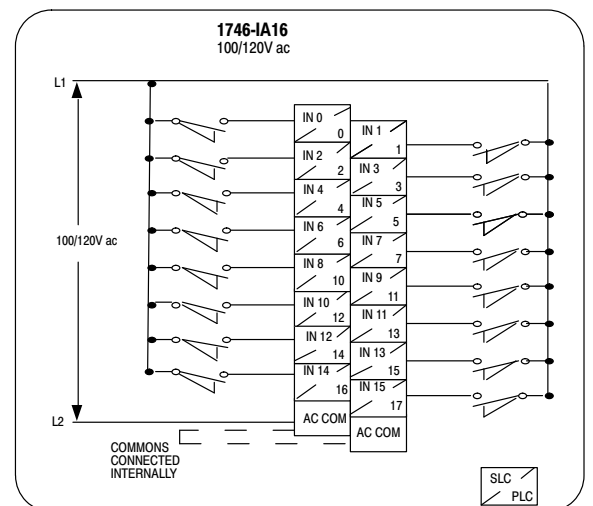 1746-IA16
100/120V ac
L1
IN 0
0
IN 1
1
IN 2
2
IN 3
3
IN 4
4
IN 5
5
IN 6
6
IN 7
7
IN 8
10
IN 9
11
IN 10
12
IN 11
13
IN 12
14
IN 13
15
IN 14
16
IN 15
17
100/120V ac
L2
AC COM
AC COM
COMMONS
CONNECTED
INTERNALLY
SLC
PLC